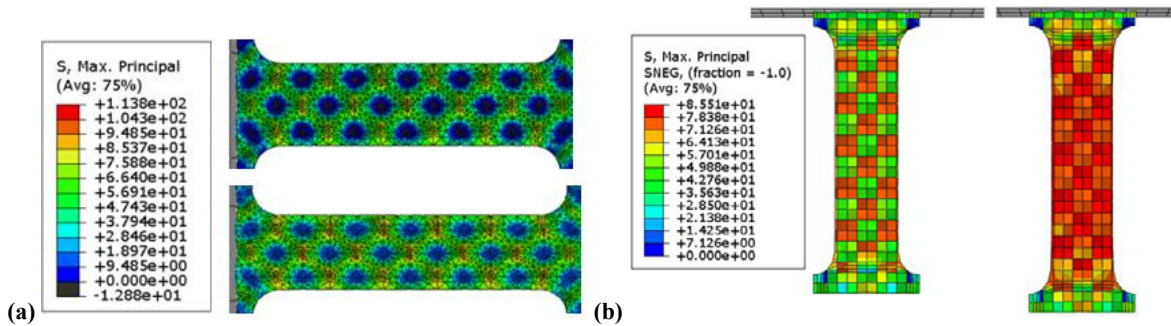 S, Max. Principal
(Avg: 75%)
+1.138e+02
+1.043e+02
+9.485e+01
+8.537e+01
+7.588e+01
+6.640e+01
+5.691e+01
+4.743e+01
+3.794e+01
+2.846e+01
+1.897e+01
+9.485e+00
+0.000e+00
-1.288e+01
(a)
S, Max. Principal
SNEG, (fraction = -1.0)
(Avg: 75%)
+8.551e+01
+7.838e+01
+7.126e+01
+6.413e+01
+5.701e+01
+4.988e+01
+4.276e+01
+3.563e+01
+2.850e+01
+2.138e+01
+1.425e+01
+7.126e+00
+0.000e+00
(b)